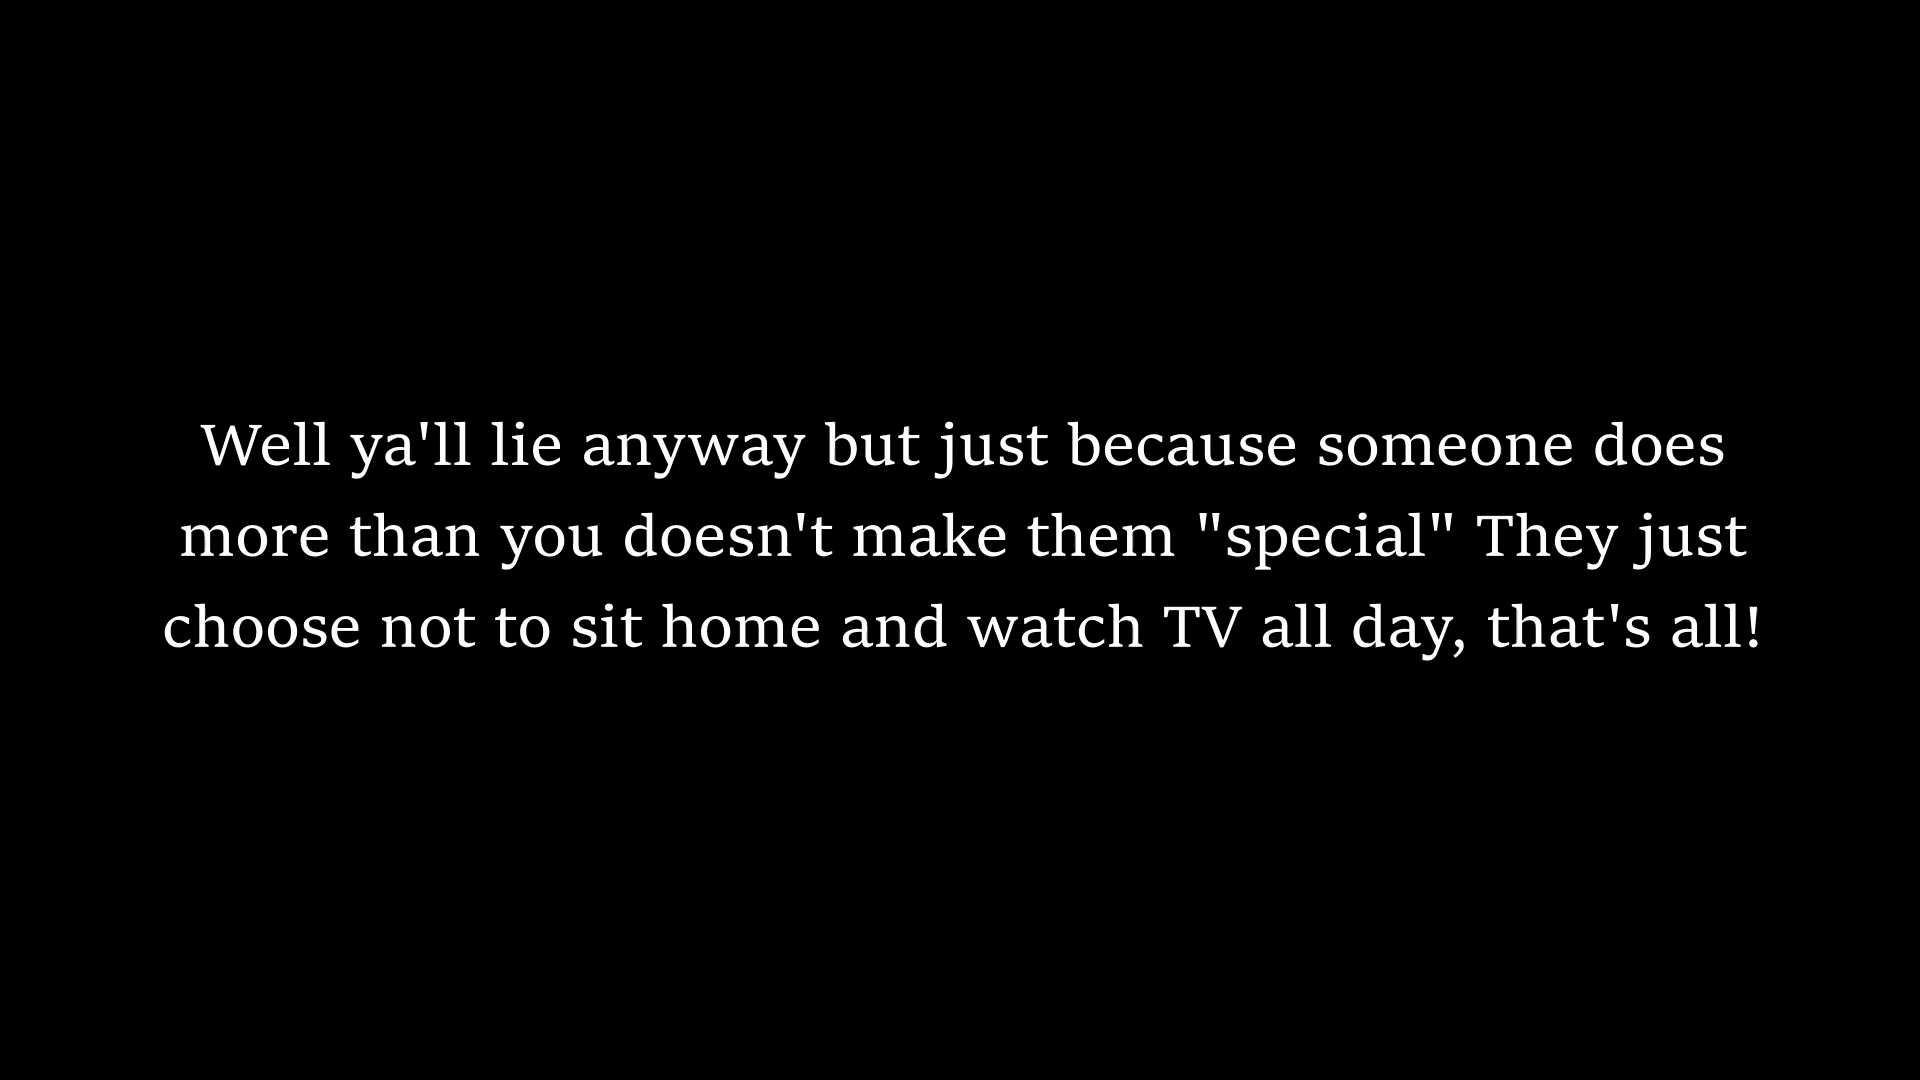 Well ya'll lie anyway but just because someone does
more than you doesn't make them "special" They just
choose not to sit home and watch TV all day, that's all!